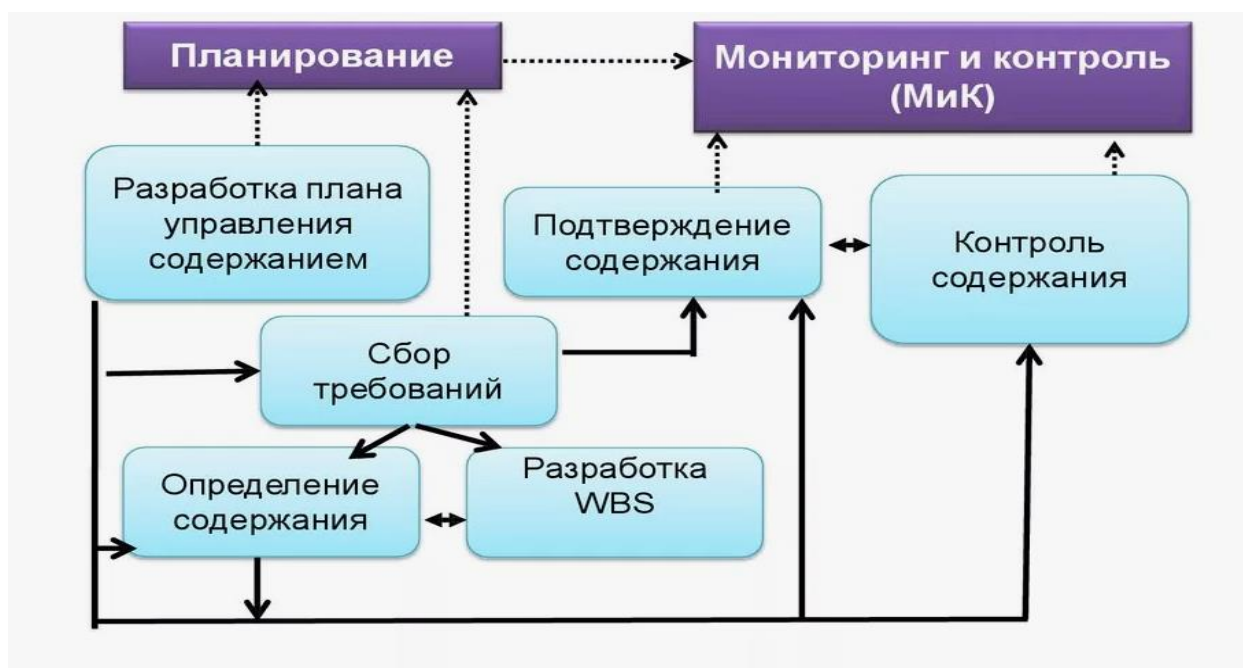 Планирование
Мониторинг и контроль
(МиК)
Разработка плана
управления
содержанием
Подтверждение
содержания
Контроль
содержания
Сбор
требований
Определение
содержания
Разработка
WBS